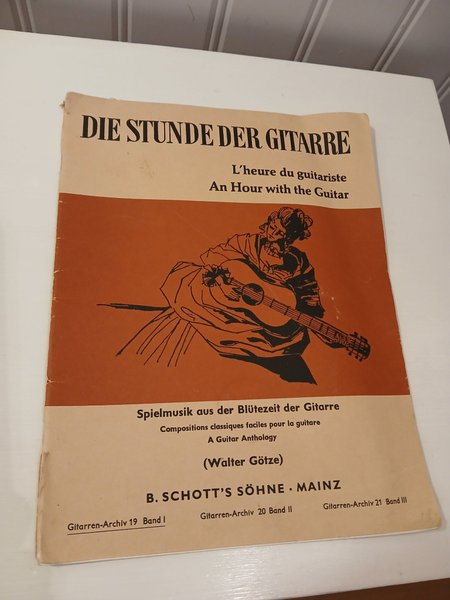 DIE STUNDE DER GITARRE
L'heure du guitariste
An Hour with the Guitar
Spielmusik aus der Blütezeit der Gitarre
Compositions classiques faciles pour la guitare
A Guitar Anthology
(Walter Götze)
B. SCHOTT'S SÖHNE · MAINZ
Gitarren-Archiv 19 Band I Gitarren-Archiv 20 Band II Gitarren-Archiv 21 Band III